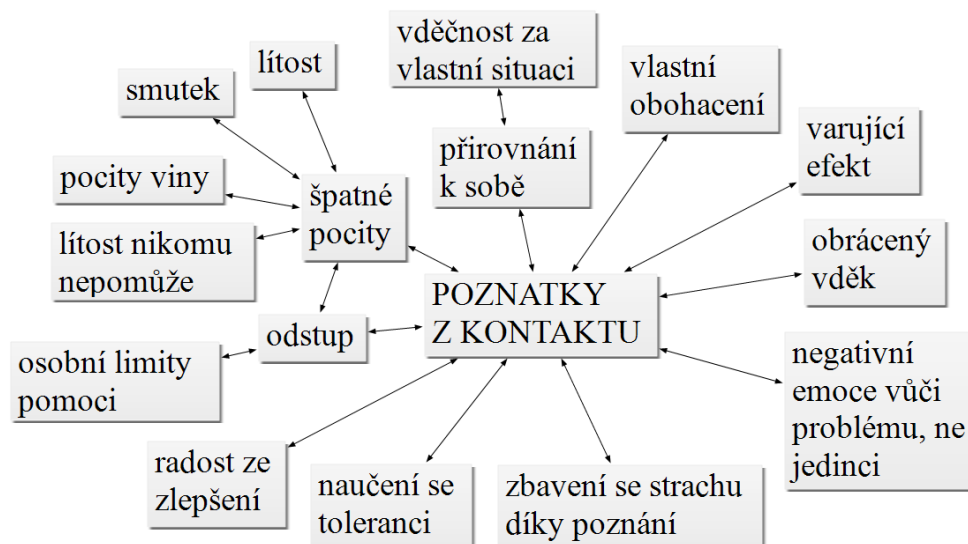 vděčnost za
vlastní situaci
lítost
smutek
vlastní
obohacení
varující
efekt
přirovnání
k sobě
pocity viny
špatné
pocity
lítost nikomu
nepomůže
obrácený
vděk
POZNATKY
Z KONTAKTU
odstup
osobní limity
pomoci
negativní
emoce vůči
problému, ne
jedinci
radost ze
zlepšení
naučení se
toleranci
zbavení se strachu
díky poznání